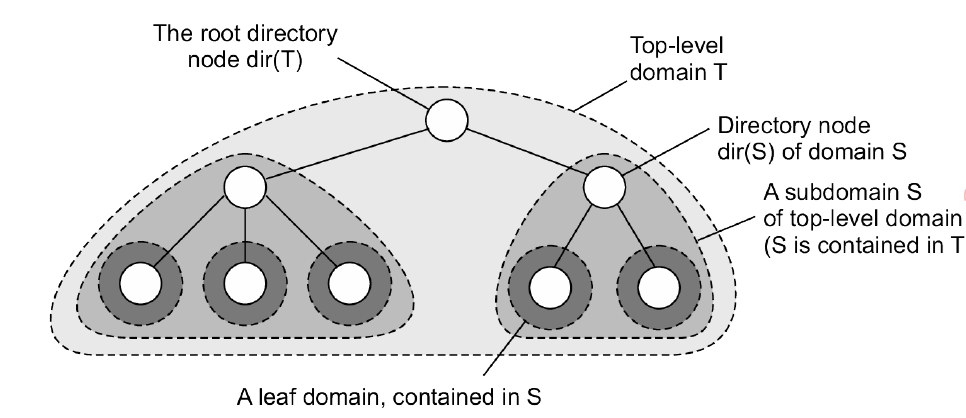 The root directory
node dir(T)
Top-level
domain T
Directory node
dir(S) of domain S
A subdomain S
of top-level domain
(S is contained in T
A leaf domain, contained in S